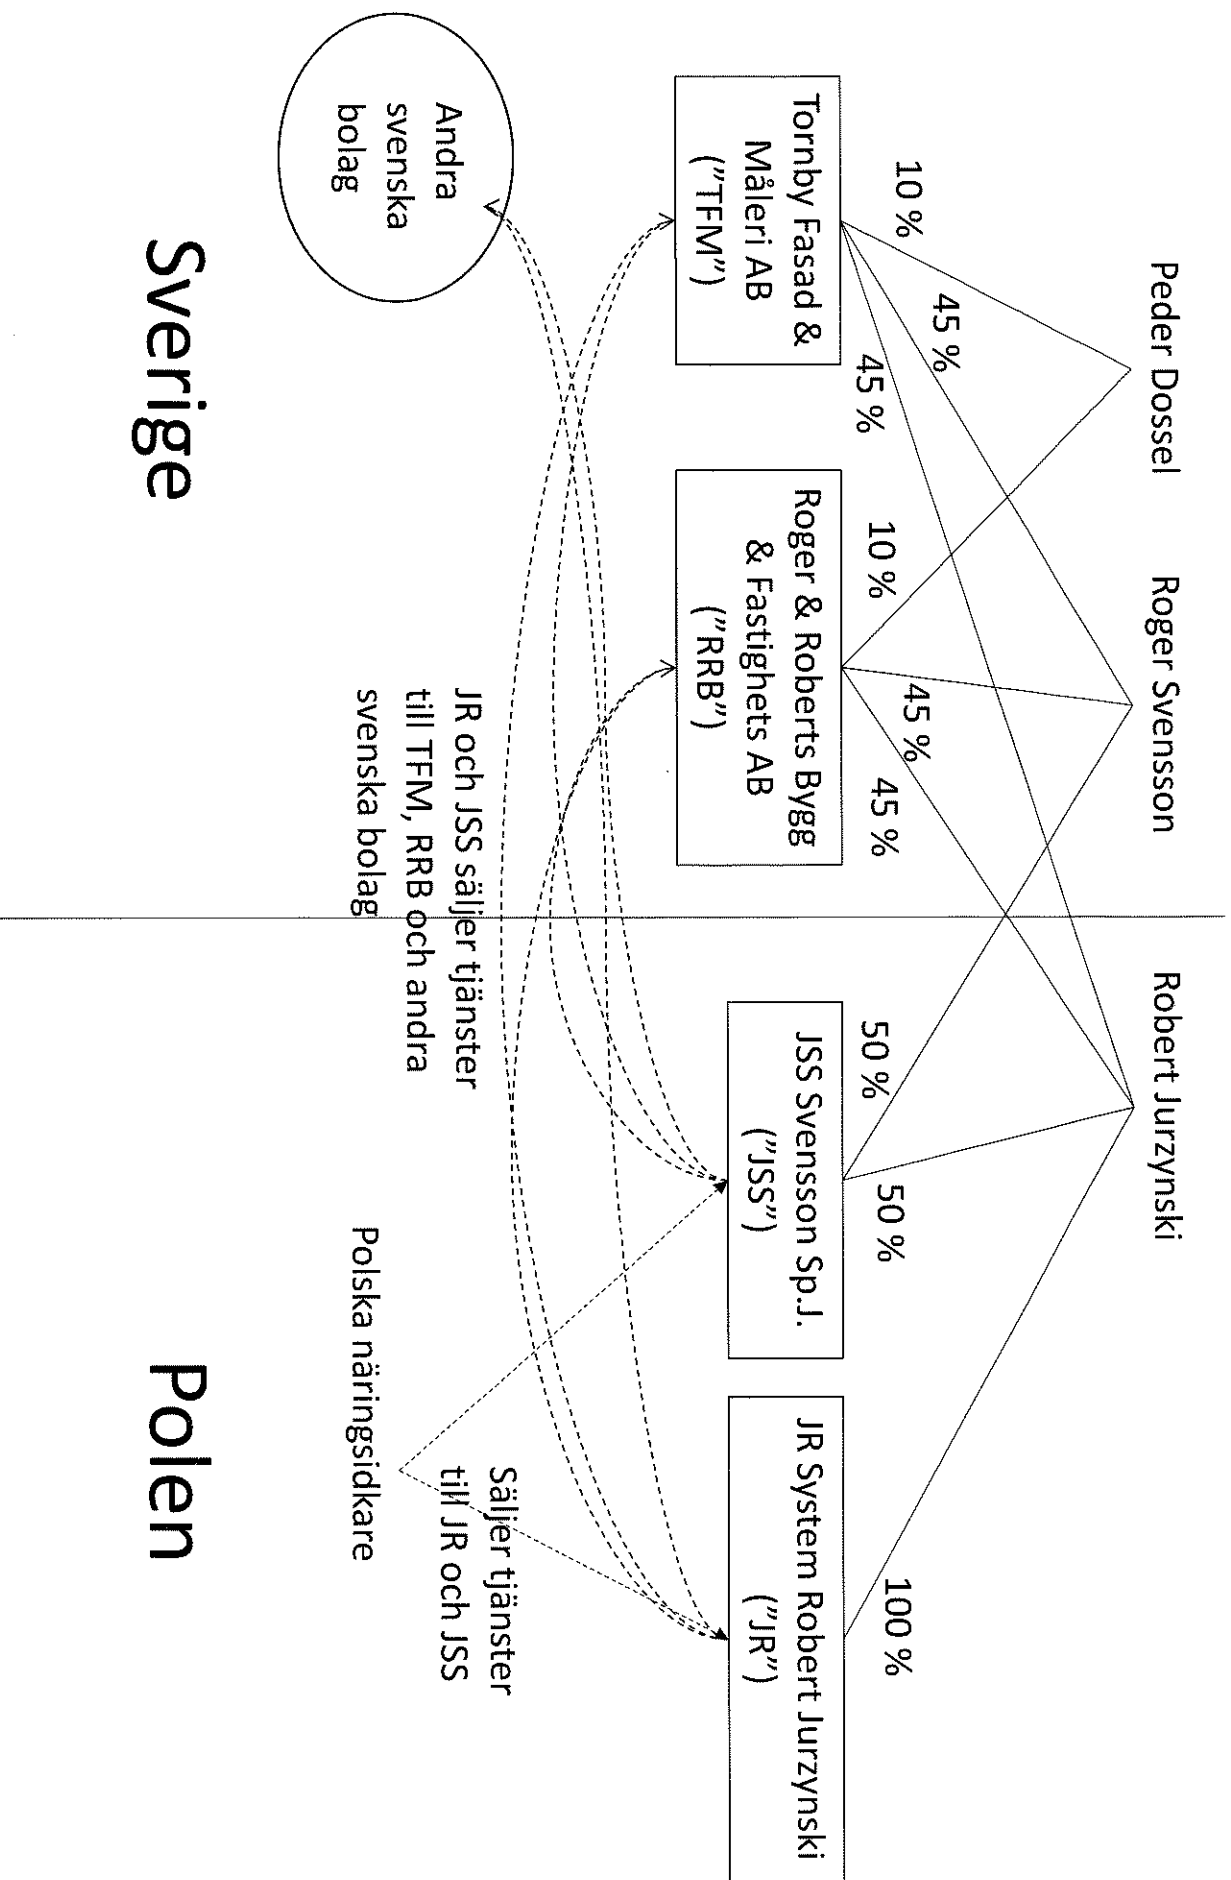 Peder Dossel
Roger Svensson
Robert Jurzynski
10 %
45 %
45 %
10 %
45 %
45 %
50 %
50 %
100 %
Tornby Fasad &
Måleri AB
("TFM")
Roger & Roberts Bygg
& Fastighets AB
("RRB")
JSS Svensson Sp.J.
("JSS")
JR System Robert Jurzynski
("JR")
Andra
svenska
bolag
JR och JSS säljer tjänster
till TFM, RRB och andra
svenska bolag
Säljer tjänster
till JR och JSS
Polska näringsidkare
Sverige
Polen